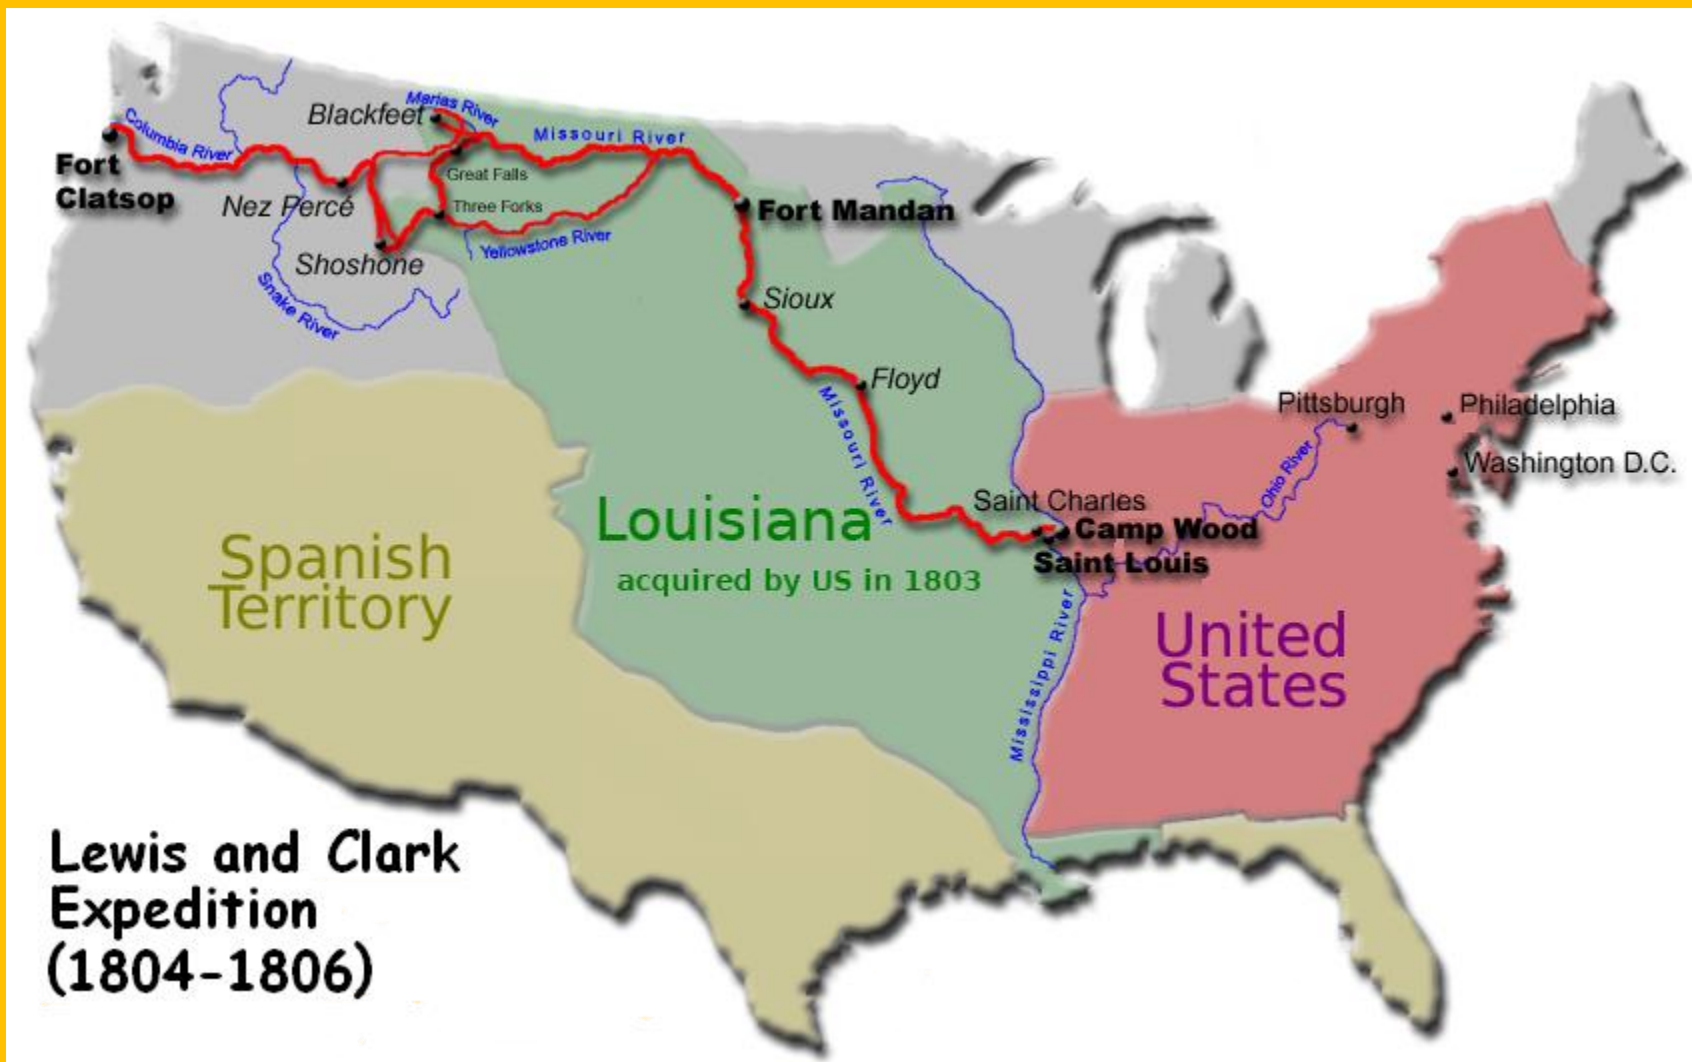 Marias River
Blackfeet
Missouri River
Columbia River
Fort
Clatsop
Great Falls
Nez Percé
Three Forks
Fort Mandan
Yellowstone River
Shoshone
Snake River
Sioux
Floyd
Missouri River
Pittsburgh
Philadelphia
Washington D.C.
Ohio River
Saint Charles
Camp Wood
Saint Louis
Louisiana
acquired by US in 1803
Spanish
Territory
United
States
Mississippi River
Lewis and Clark
Expedition
(1804-1806)